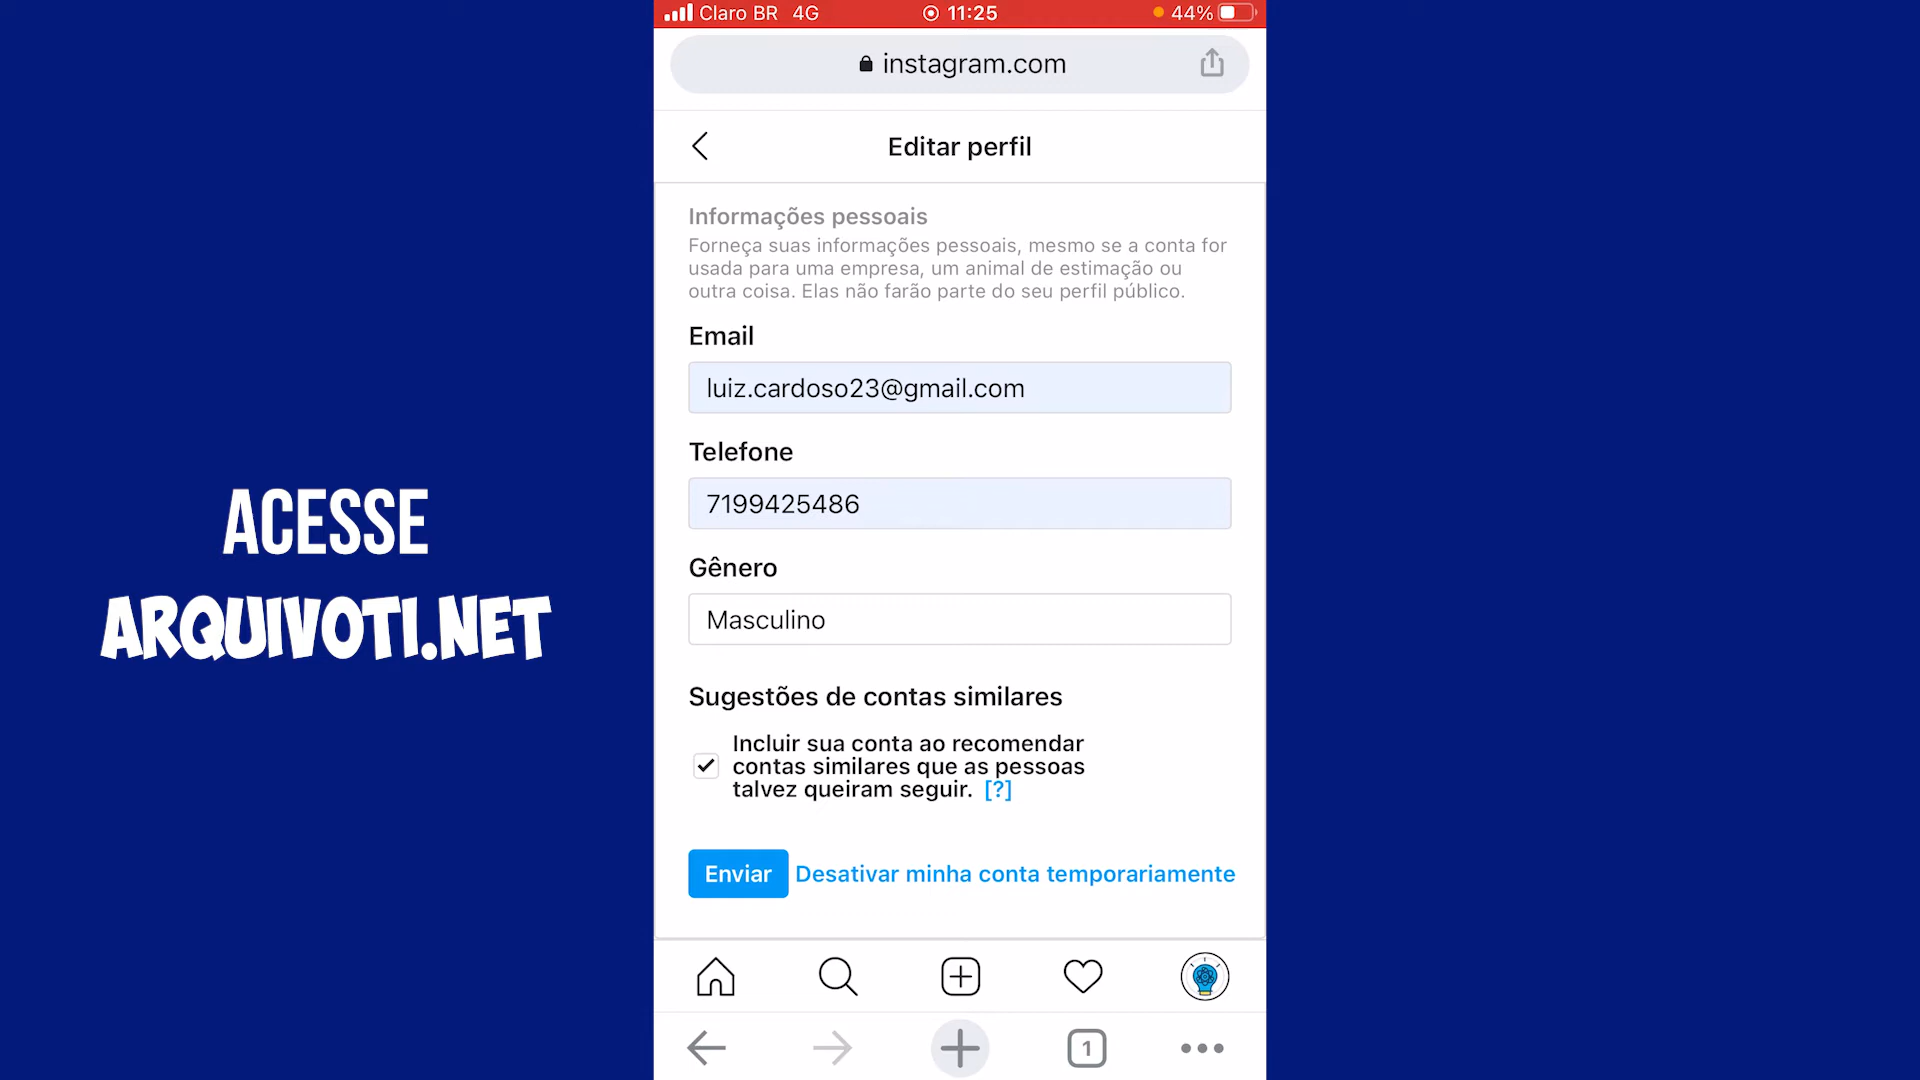 Claro BR 4G 11:25 44%
instagram.com
Editar perfil
Informações pessoais
Forneça suas informações pessoais, mesmo se a conta for
usada para uma empresa, um animal de estimação ou
outra coisa. Elas não farão parte do seu perfil público.
Email
luiz.cardoso23@gmail.com
Telefone
7199425486
Gênero
Masculino
Sugestões de contas similares
Incluir sua conta ao recomendar
contas similares que as pessoas
talvez queiram seguir. [?]
Enviar Desativar minha conta temporariamente
1
ACESSE
ARQUIVOTI.NET